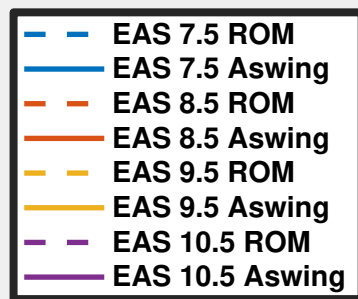 EAS 7.5 ROM
EAS 7.5 Aswing
EAS 8.5 ROM
EAS 8.5 Aswing
EAS 9.5 ROM
EAS 9.5 Aswing
EAS 10.5 ROM
EAS 10.5 Aswing